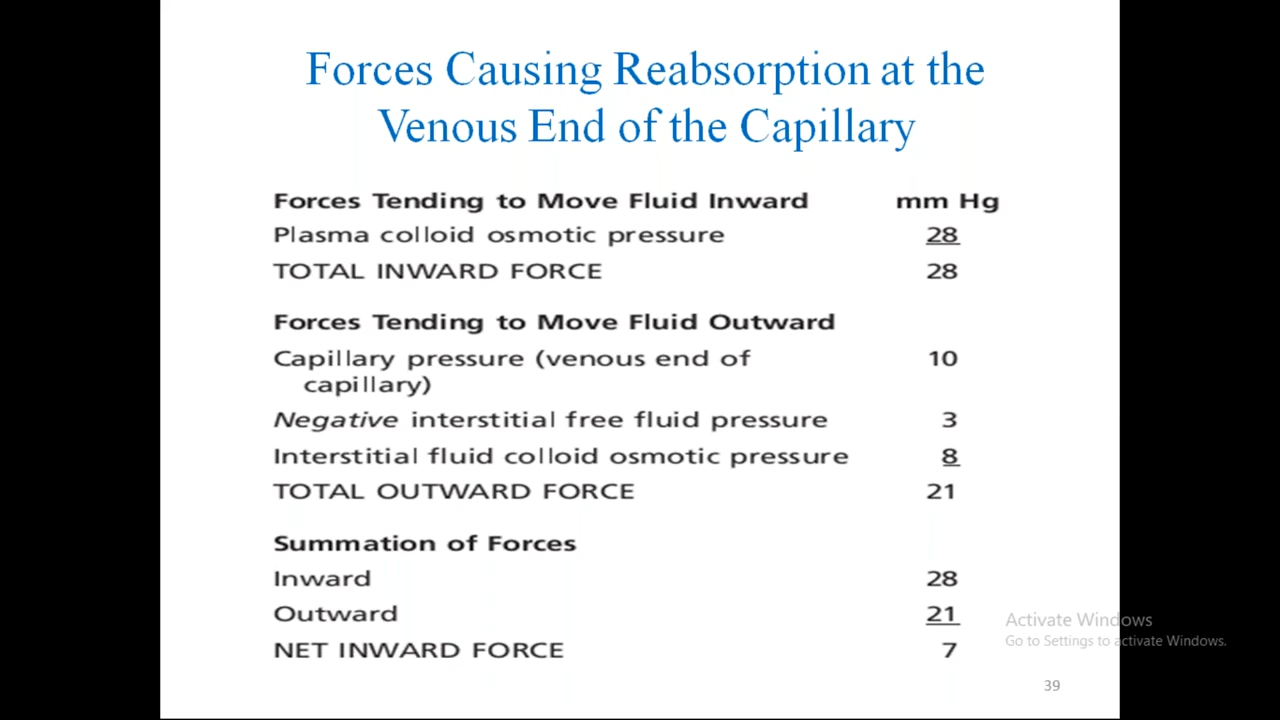 Forces Causing Reabsorption at the
Venous End of the Capillary
Forces Tending to Move Fluid Inward mm Hg
Plasma colloid osmotic pressure 28
TOTAL INWARD FORCE 28
Forces Tending to Move Fluid Outward
Capillary pressure (venous end of 10
capillary)
Negative interstitial free fluid pressure 3
Interstitial fluid colloid osmotic pressure 8
TOTAL OUTWARD FORCE 21
Summation of Forces
Inward 28
Outward 21
NET INWARD FORCE 7
Activate Windows
Go to Settings to activate Windows.
39